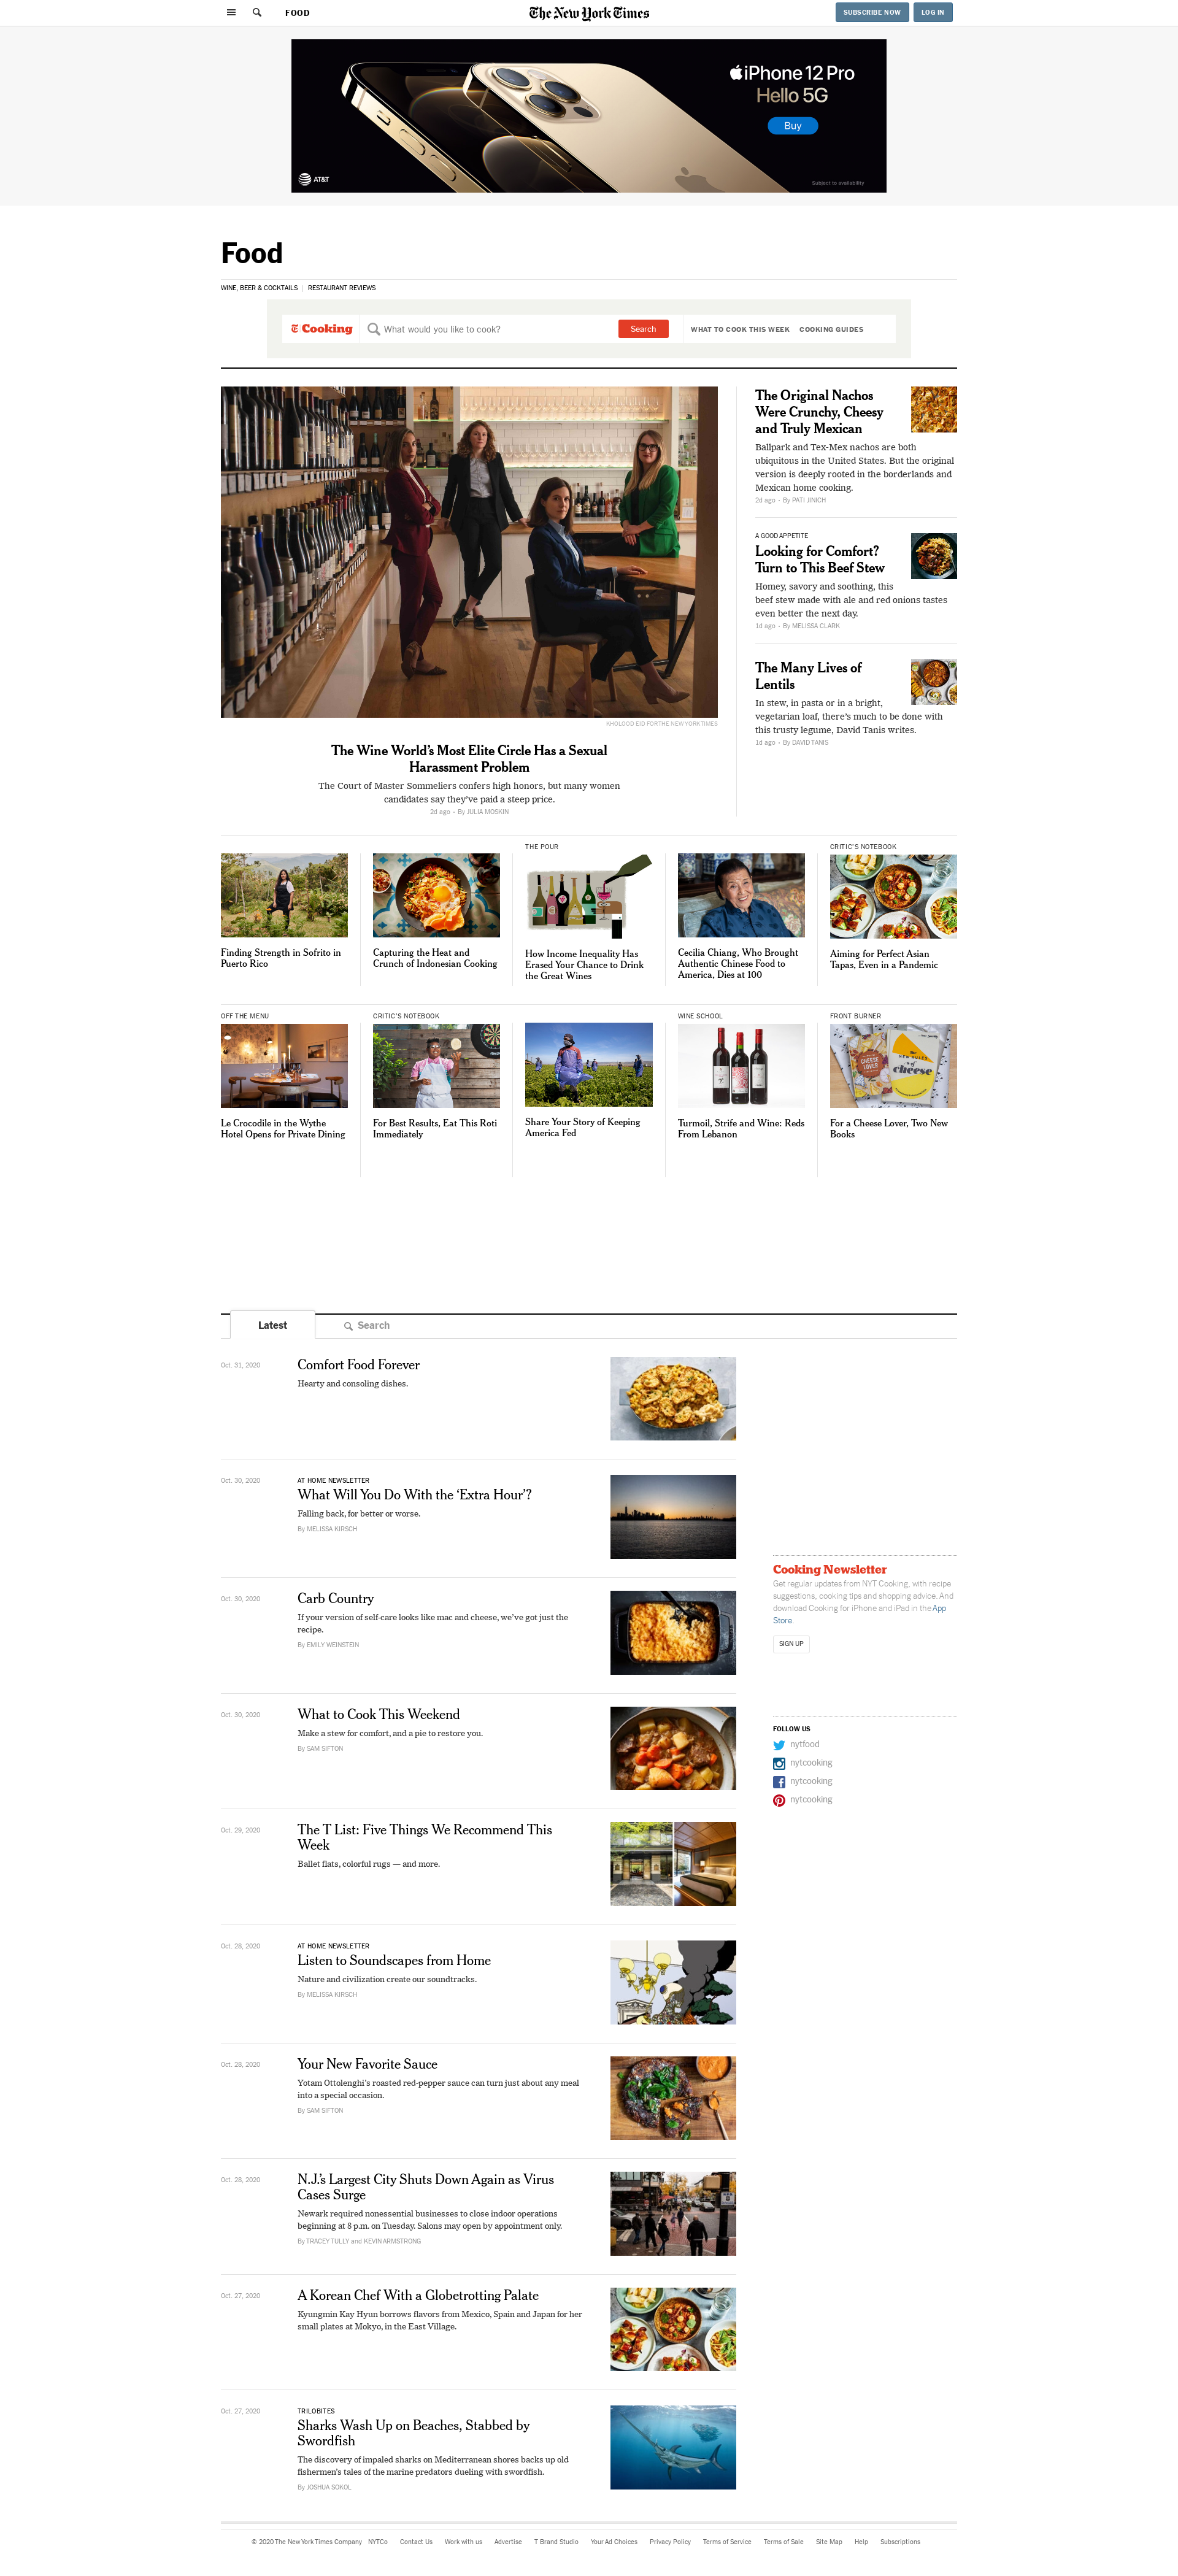 FOOD
The New York Times
SUBSCRIBE NOW
LOG IN
iPhone 12 Pro
Hello 5G
Buy
AT&T
Subject to availability
Food
WINE, BEER & COCKTAILS
RESTAURANT REVIEWS
Cooking
What would you like to cook?
Search
WHAT TO COOK THIS WEEK
COOKING GUIDES
The Original Nachos
Were Crunchy, Cheesy
and Truly Mexican
Ballpark and Tex-Mex nachos are both
ubiquitous in the United States. But the original
version is deeply rooted in the borderlands and
Mexican home cooking.
2d ago • By PATI JINICH
A GOOD APPETITE
Looking for Comfort?
Turn to This Beef Stew
Homey, savory and soothing, this
beef stew made with ale and red onions tastes
even better the next day.
1d ago • By MELISSA CLARK
The Many Lives of
Lentils
In stew, in pasta or in a bright,
vegetarian loaf, there's much to be done with
this trusty legume, David Tanis writes.
1d ago • By DAVID TANIS
KHOLOOD EID FOR THE NEW YORK TIMES
The Wine World's Most Elite Circle Has a Sexual
Harassment Problem
The Court of Master Sommeliers confers high honors, but many women
candidates say they've paid a steep price.
2d ago • By JULIA MOSKIN
Finding Strength in Sofrito in
Puerto Rico
Capturing the Heat and
Crunch of Indonesian Cooking
THE POUR
How Income Inequality Has
Erased Your Chance to Drink
the Great Wines
Cecilia Chiang, Who Brought
Authentic Chinese Food to
America, Dies at 100
CRITIC'S NOTEBOOK
Aiming for Perfect Asian
Tapas, Even in a Pandemic
OFF THE MENU
Le Crocodile in the Wythe
Hotel Opens for Private Dining
CRITIC'S NOTEBOOK
For Best Results, Eat This Roti
Immediately
Share Your Story of Keeping
America Fed
WINE SCHOOL
Turmoil, Strife and Wine: Reds
From Lebanon
FRONT BURNER
CHEESE
LOVER
cheese
For a Cheese Lover, Two New
Books
Latest
Search
Oct. 31, 2020
Comfort Food Forever
Hearty and consoling dishes.
Oct. 30, 2020
AT HOME NEWSLETTER
What Will You Do With the ‘Extra Hour’?
Falling back, for better or worse.
By MELISSA KIRSCH
Oct. 30, 2020
Carb Country
If your version of self-care looks like mac and cheese, we've got just the
recipe.
By EMILY WEINSTEIN
Oct. 30, 2020
What to Cook This Weekend
Make a stew for comfort, and a pie to restore you.
By SAM SIFTON
Oct. 29, 2020
The T List: Five Things We Recommend This
Week
Ballet flats, colorful rugs — and more.
Oct. 28, 2020
AT HOME NEWSLETTER
Listen to Soundscapes from Home
Nature and civilization create our soundtracks.
By MELISSA KIRSCH
Oct. 28, 2020
Your New Favorite Sauce
Yotam Ottolenghi's roasted red-pepper sauce can turn just about any meal
into a special occasion.
By SAM SIFTON
Oct. 28, 2020
N.J.'s Largest City Shuts Down Again as Virus
Cases Surge
Newark required nonessential businesses to close indoor operations
beginning at 8 p.m. on Tuesday. Salons may open by appointment only.
By TRACEY TULLY and KEVIN ARMSTRONG
Oct. 27, 2020
A Korean Chef With a Globetrotting Palate
Kyungmin Kay Hyun borrows flavors from Mexico, Spain and Japan for her
small plates at Mokyo, in the East Village.
Oct. 27, 2020
TRILOBITES
Sharks Wash Up on Beaches, Stabbed by
Swordfish
The discovery of impaled sharks on Mediterranean shores backs up old
fishermen's tales of the marine predators dueling with swordfish.
By JOSHUA SOKOL
Cooking Newsletter
Get regular updates from NYT Cooking, with recipe
suggestions, cooking tips and shopping advice. And
download Cooking for iPhone and iPad in the App
Store.
SIGN UP
FOLLOW US
nytfood
nytcooking
nytcooking
nytcooking
© 2020 The New York Times Company
NYTCo
Contact Us
Work with us
Advertise
T Brand Studio
Your Ad Choices
Privacy Policy
Terms of Service
Terms of Sale
Site Map
Help
Subscriptions